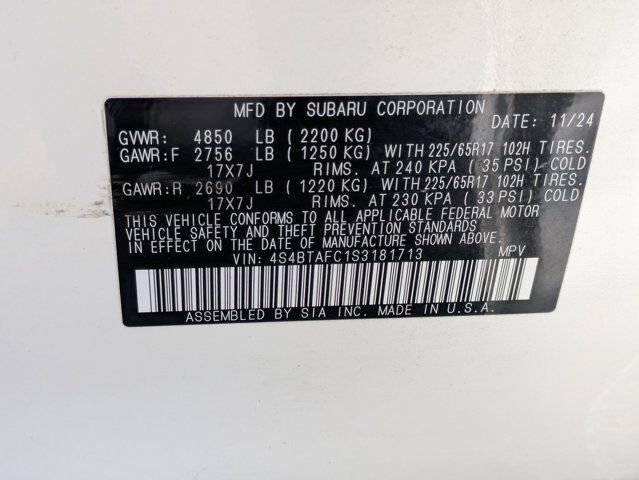 MFD BY SUBARU CORPORATION
DATE: 11/24
GVWR: 4850 LB (2200 KG)
GAWR:F 2756 LB (1250 KG) WITH 225/65R17 102H TIRES.
17X7J RIMS. AT 240 KPA (35 PSI) COLD
GAWR:R 2690 LB (1220 KG) WITH 225/65R17 102H TIRES.
17X7J RIMS. AT 230 KPA (33 PSI) COLD
THIS VEHICLE CONFORMS TO ALL APPLICABLE FEDERAL MOTOR
VEHICLE SAFETY AND THEFT PREVENTION STANDARDS
IN EFFECT ON THE DATE OF MANUFACTURE SHOWN ABOVE.
VIN: 4S4BTAFC1S3181713 MPV
ASSEMBLED BY SIA INC. MADE IN U.S.A.